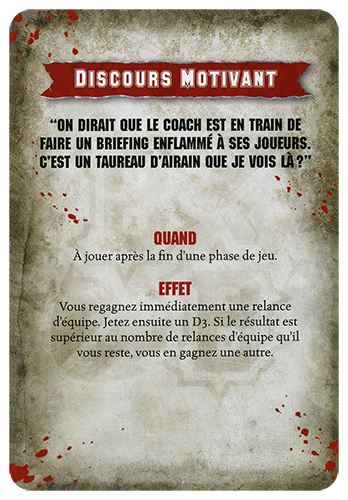 DISCOURS MOTIVANT
“ON DIRAIT QUE LE COACH EST EN TRAIN DE
FAIRE UN BRIEFING ENFLAMMÉ À SES JOUEURS.
C’EST UN TAUREAU D’AIRAIN QUE JE VOIS LÀ ?”
QUAND
À jouer après la fin d’une phase de jeu.
EFFET
Vous regagnez immédiatement une relance
d’équipe. Jetez ensuite un D3. Si le résultat est
supérieur au nombre de relances d’équipe qu’il
vous reste, vous en gagnez une autre.